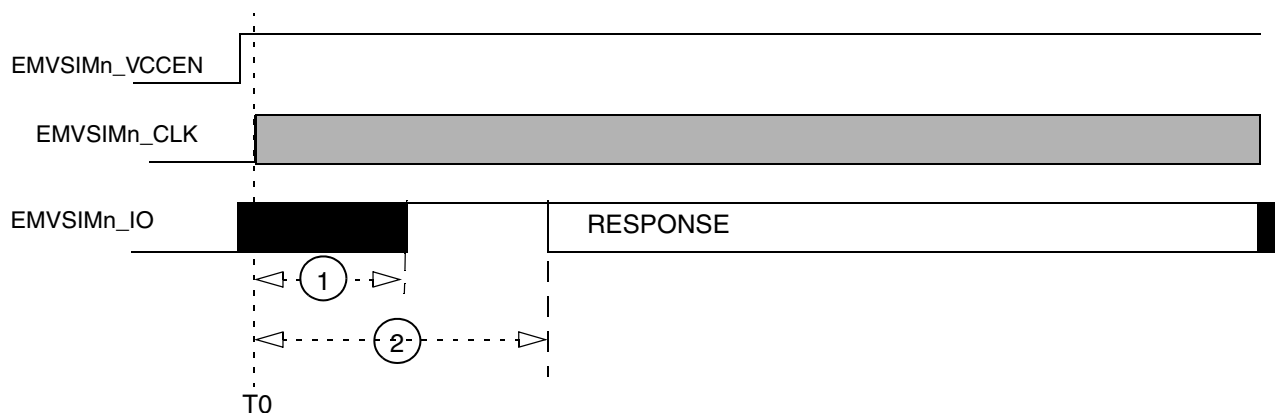 EMVSIMn_VCCEN
EMVSIMn_CLK
EMVSIMn_IO
RESPONSE
1
2
T0